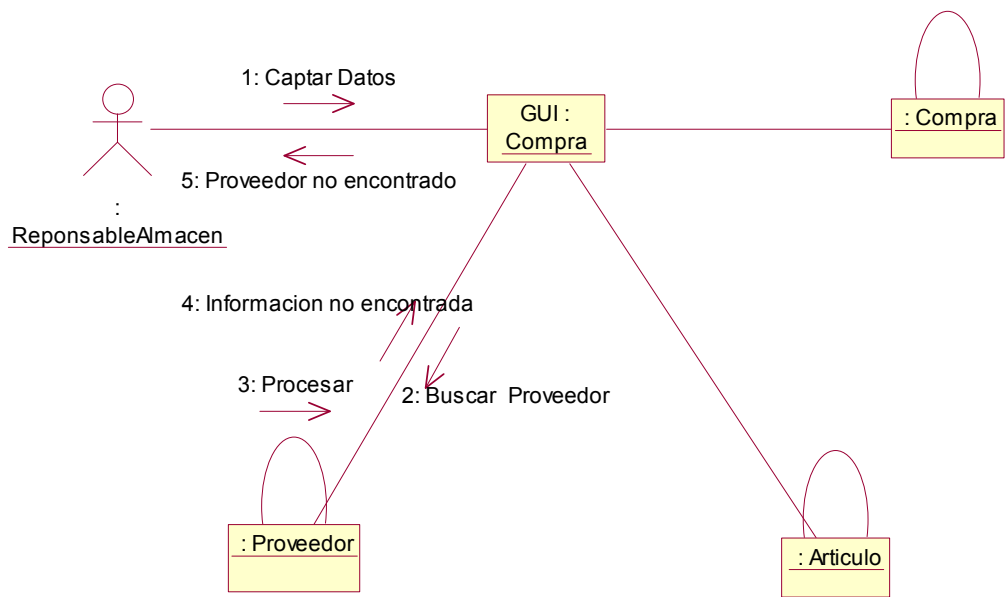 1: Captar Datos
GUI :
Compra
: Compra
5: Proveedor no encontrado
:
ReponsableAlmacen
4: Informacion no encontrada
3: Procesar
2: Buscar Proveedor
: Proveedor
: Articulo